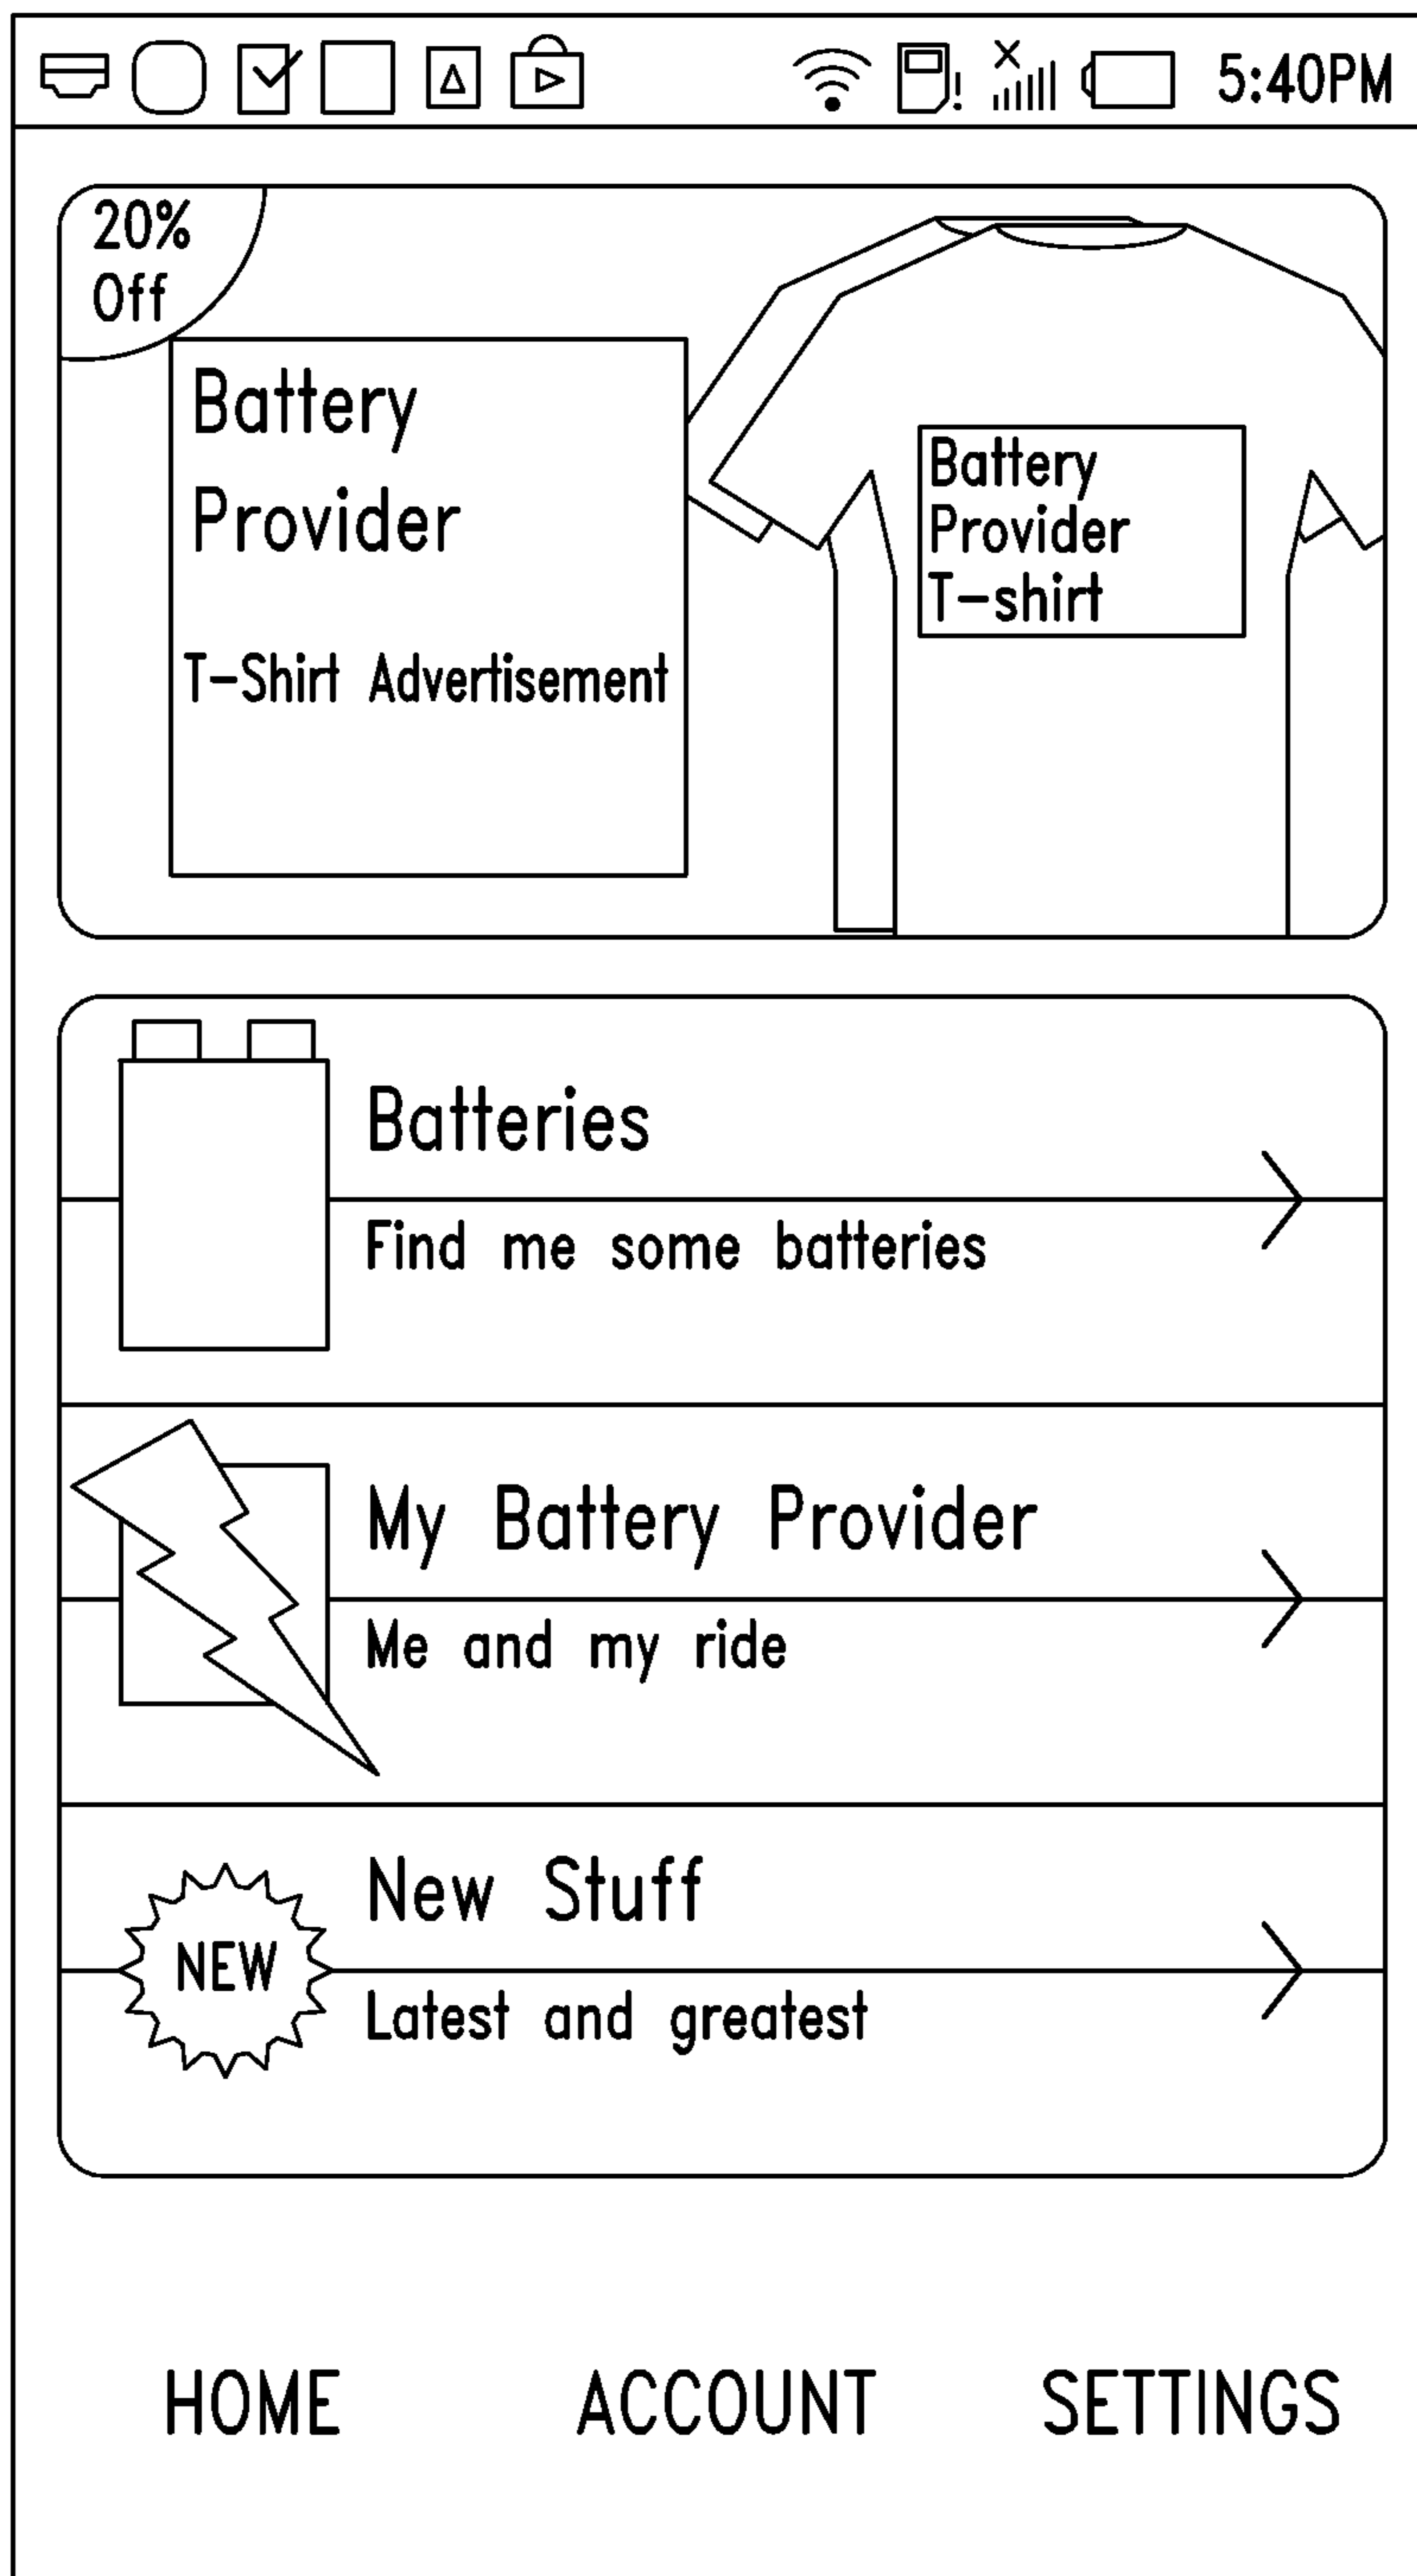 5:40PM
20%
Off
Battery
Provider
T-Shirt Advertisement
Battery
Provider
T-shirt
Batteries
Find me some batteries
My Battery Provider
Me and my ride
New Stuff
NEW
Latest and greatest
HOME ACCOUNT SETTINGS